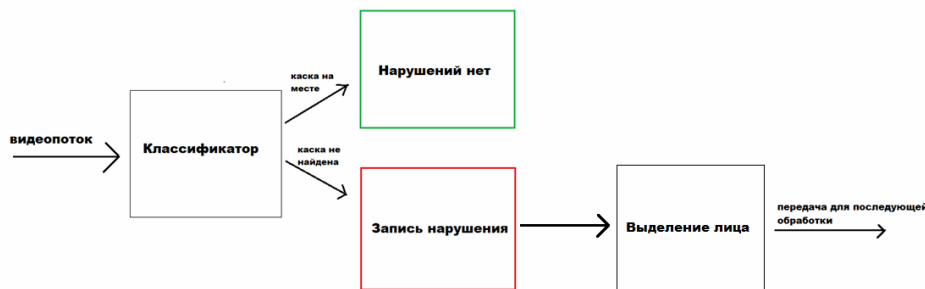 видеопоток
Классификатор
каска на
месте
Нарушений нет
каска не
найдена
Запись нарушения
Выделение лица
передача для последующей
обработки